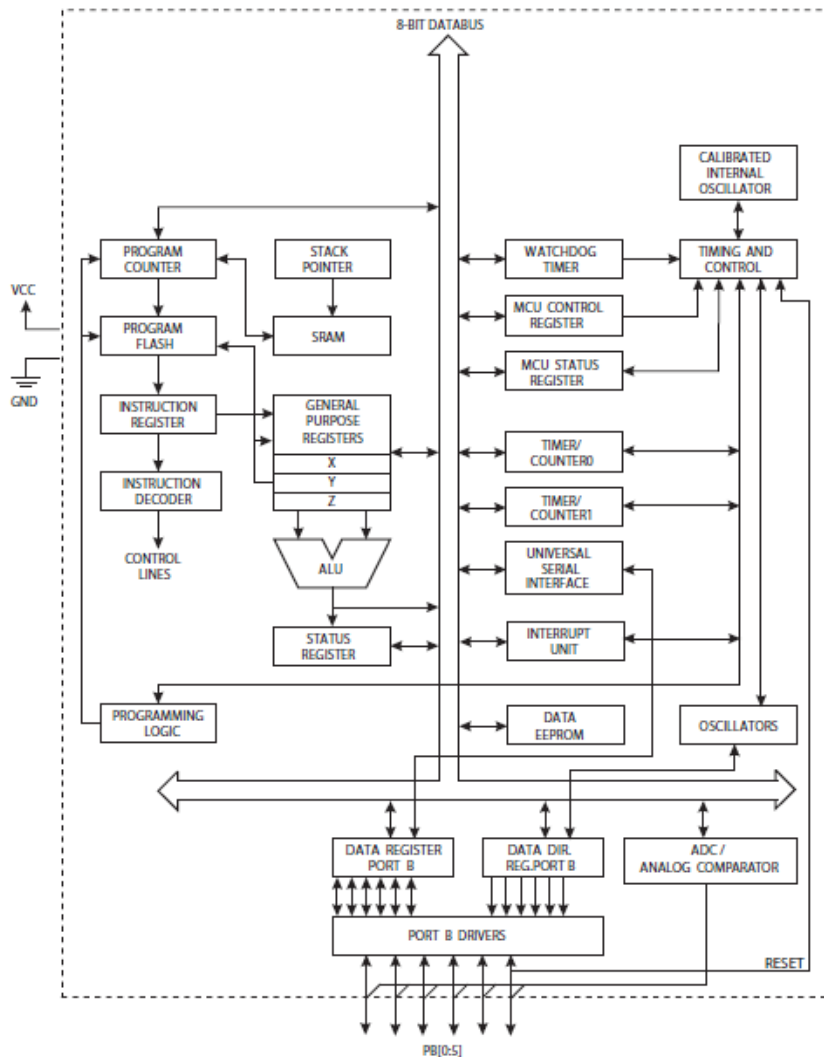 8-BIT DATABUS
CALIBRATED
INTERNAL
OSCILLATOR
PROGRAM
COUNTER
STACK
POINTER
WATCHDOG
TIMER
TIMING AND
CONTROL
VCC
MCU CONTROL
REGISTER
PROGRAM
FLASH
SRAM
MCU STATUS
REGISTER
GND
INSTRUCTION
REGISTER
GENERAL
PURPOSE
REGISTERS
X
Y
Z
TIMER/
COUNTER0
INSTRUCTION
DECODER
TIMER/
COUNTER1
CONTROL
LINES
ALU
UNIVERSAL
SERIAL
INTERFACE
STATUS
REGISTER
INTERRUPT
UNIT
PROGRAMMING
LOGIC
DATA
EEPROM
OSCILLATORS
DATA REGISTER
PORT B
DATA DIR.
REG.PORT B
ADC /
ANALOG COMPARATOR
PORT B DRIVERS
RESET
PB[0:5]